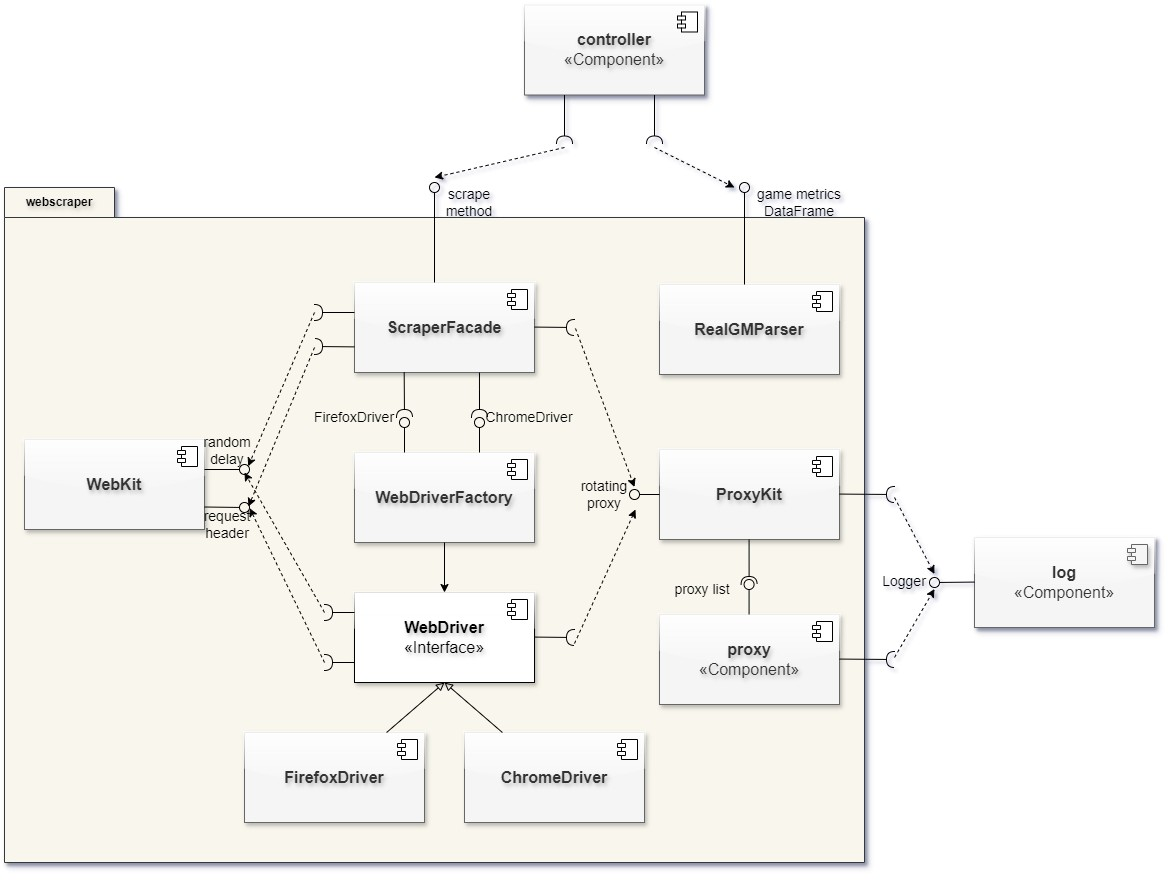 controller
«Component»
webscraper
scrape
method
game metrics
DataFrame
ScraperFacade
RealGMParser
FirefoxDriver
ChromeDriver
random
delay
WebKit
request
header
WebDriverFactory
rotating
proxy
ProxyKit
Logger
log
«Component»
proxy list
WebDriver
«Interface»
proxy
«Component»
FirefoxDriver
ChromeDriver